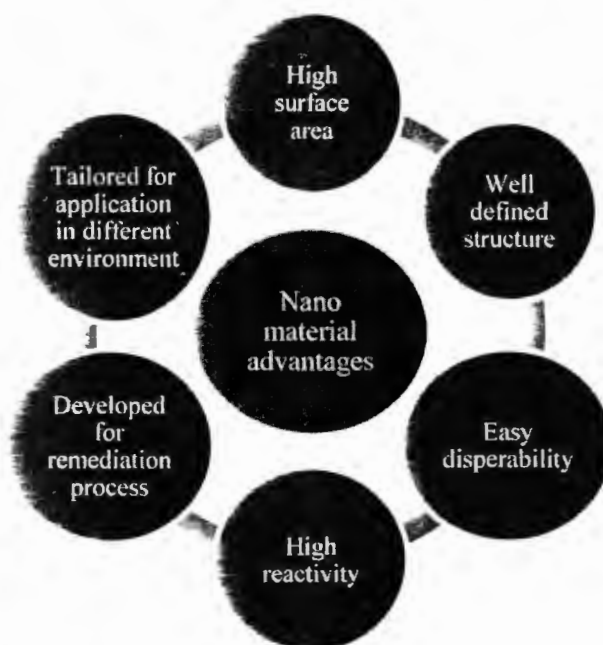 High
surface
area
Well
defined
structure
Easy
disperability
High
reactivity
Developed
for
remediation
process
Tailored for
application
in different
environment
Nano
material
advantages